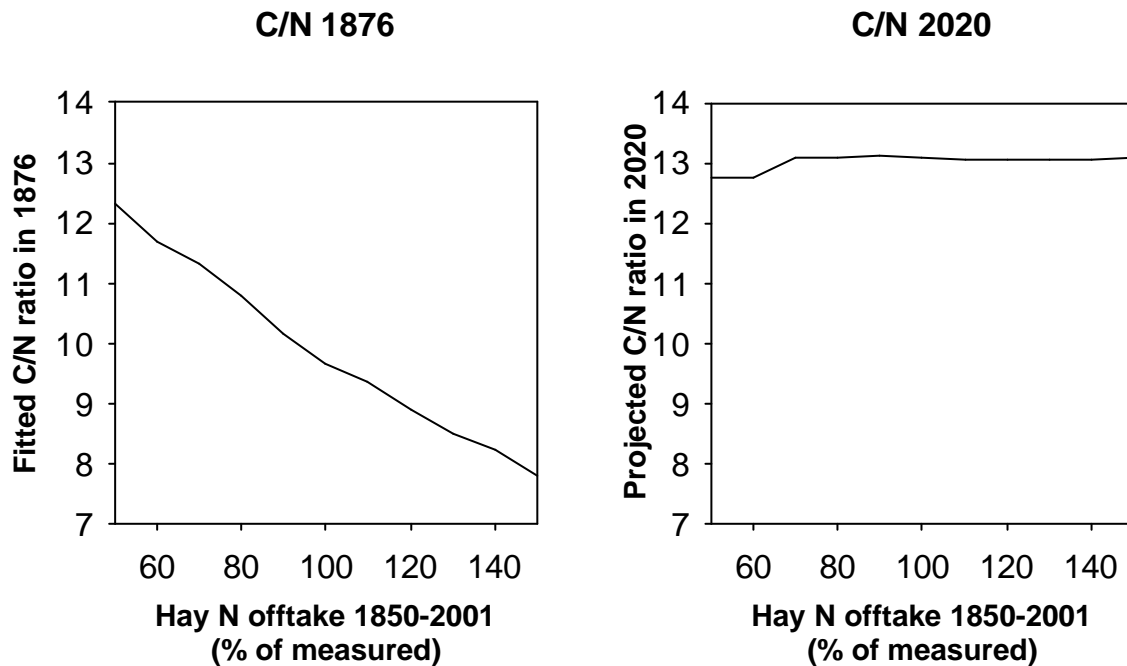 C/N 1876
Fitted C/N ratio in 1876
14
13
12
11
10
9
8
7
60 80 100 120 140
Hay N offtake 1850-2001
(% of measured)
C/N 2020
Projected C/N ratio in 2020
14
13
12
11
10
9
8
7
60 80 100 120 140
Hay N offtake 1850-2001
(% of measured)